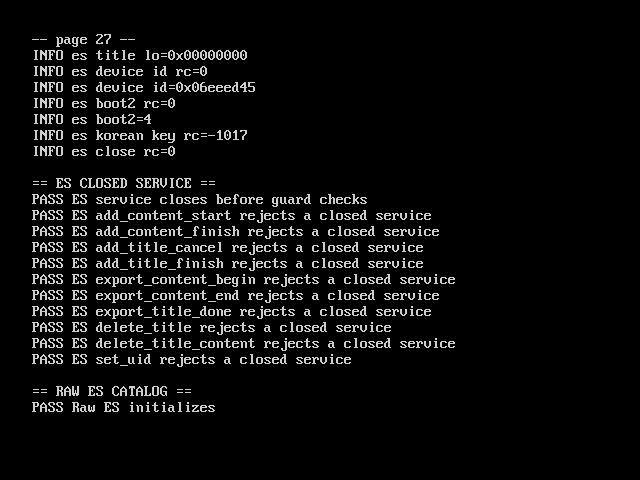 -- page 27 --
INFO es title lo=0x00000000
INFO es device id rc=0
INFO es device id=0x06eeed45
INFO es boot2 rc=0
INFO es boot2=4
INFO es korean key rc=-1017
INFO es close rc=0
== ES CLOSED SERVICE ==
PASS ES service closes before guard checks
PASS ES add_content_start rejects a closed service
PASS ES add_content_finish rejects a closed service
PASS ES add_title_cancel rejects a closed service
PASS ES add_title_finish rejects a closed service
PASS ES export_content_begin rejects a closed service
PASS ES export_content_end rejects a closed service
PASS ES export_title_done rejects a closed service
PASS ES delete_title rejects a closed service
PASS ES delete_title_content rejects a closed service
PASS ES set_uid rejects a closed service
== RAW ES CATALOG ==
PASS Raw ES initializes